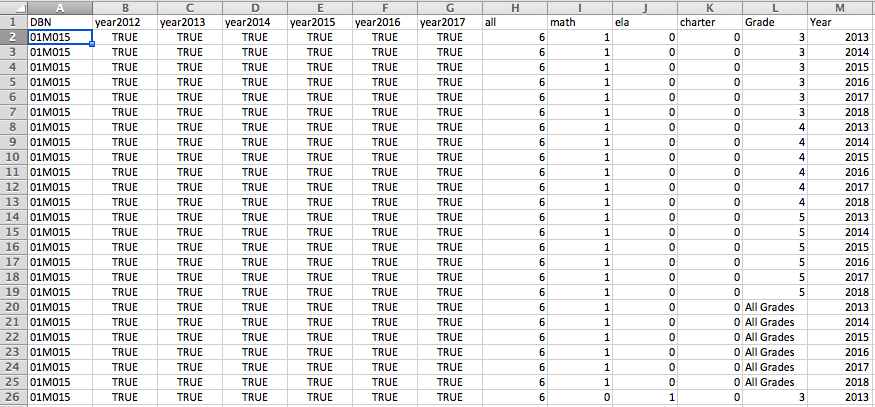 A B C D E F G H I J K L M
1 DBN year2012 year2013 year2014 year2015 year2016 year2017 all math ela charter Grade Year
2 01M015 TRUE TRUE TRUE TRUE TRUE TRUE 6 1 0 0 3 2013
3 01M015 TRUE TRUE TRUE TRUE TRUE TRUE 6 1 0 0 3 2014
4 01M015 TRUE TRUE TRUE TRUE TRUE TRUE 6 1 0 0 3 2015
5 01M015 TRUE TRUE TRUE TRUE TRUE TRUE 6 1 0 0 3 2016
6 01M015 TRUE TRUE TRUE TRUE TRUE TRUE 6 1 0 0 3 2017
7 01M015 TRUE TRUE TRUE TRUE TRUE TRUE 6 1 0 0 3 2018
8 01M015 TRUE TRUE TRUE TRUE TRUE TRUE 6 1 0 0 4 2013
9 01M015 TRUE TRUE TRUE TRUE TRUE TRUE 6 1 0 0 4 2014
10 01M015 TRUE TRUE TRUE TRUE TRUE TRUE 6 1 0 0 4 2015
11 01M015 TRUE TRUE TRUE TRUE TRUE TRUE 6 1 0 0 4 2016
12 01M015 TRUE TRUE TRUE TRUE TRUE TRUE 6 1 0 0 4 2017
13 01M015 TRUE TRUE TRUE TRUE TRUE TRUE 6 1 0 0 4 2018
14 01M015 TRUE TRUE TRUE TRUE TRUE TRUE 6 1 0 0 5 2013
15 01M015 TRUE TRUE TRUE TRUE TRUE TRUE 6 1 0 0 5 2014
16 01M015 TRUE TRUE TRUE TRUE TRUE TRUE 6 1 0 0 5 2015
17 01M015 TRUE TRUE TRUE TRUE TRUE TRUE 6 1 0 0 5 2016
18 01M015 TRUE TRUE TRUE TRUE TRUE TRUE 6 1 0 0 5 2017
19 01M015 TRUE TRUE TRUE TRUE TRUE TRUE 6 1 0 0 5 2018
20 01M015 TRUE TRUE TRUE TRUE TRUE TRUE 6 1 0 0 All Grades 2013
21 01M015 TRUE TRUE TRUE TRUE TRUE TRUE 6 1 0 0 All Grades 2014
22 01M015 TRUE TRUE TRUE TRUE TRUE TRUE 6 1 0 0 All Grades 2015
23 01M015 TRUE TRUE TRUE TRUE TRUE TRUE 6 1 0 0 All Grades 2016
24 01M015 TRUE TRUE TRUE TRUE TRUE TRUE 6 1 0 0 All Grades 2017
25 01M015 TRUE TRUE TRUE TRUE TRUE TRUE 6 1 0 0 All Grades 2018
26 01M015 TRUE TRUE TRUE TRUE TRUE TRUE 6 0 1 0 3 2013